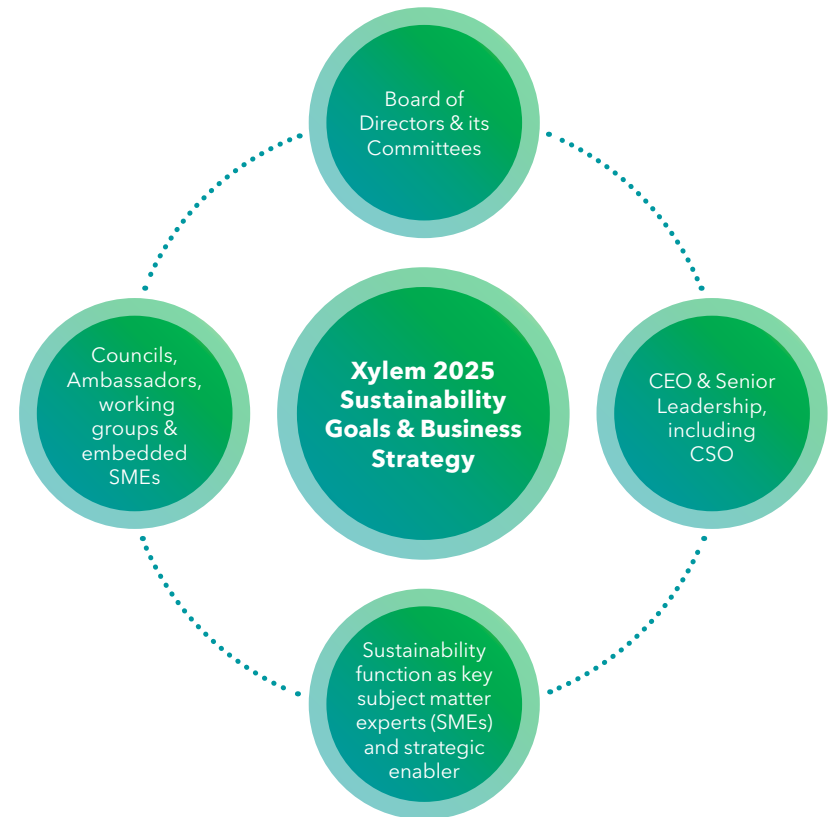 Board of
Directors & its
Committees
Councils,
Ambassadors,
working
groups &
embedded
SMEs
Xylem 2025
Sustainability
Goals & Business
Strategy
CEO & Senior
Leadership,
including
CSO
Sustainability
function as key
subject matter
experts (SMEs)
and strategic
enabler